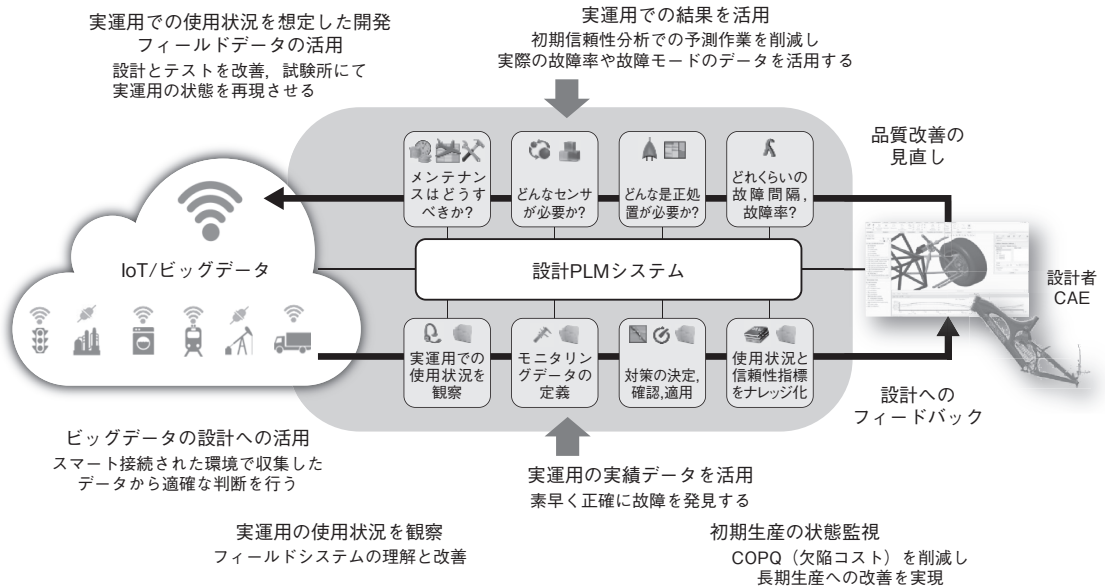 実運用での使用状況を想定した開発
フィールドデータの活用
設計とテストを改善，試験所にて
実運用の状態を再現させる
実運用での結果を活用
初期信頼性分析での予測作業を削減し
実際の故障率や故障モードのデータを活用する
品質改善の
見直し
メンテナン
スはどうす
べきか?
どんなセンサ
が必要か?
どんな是正処
置が必要か?
どれくらいの
故障間隔，
故障率?
IoT/ビッグデータ
設計PLMシステム
設計者
CAE
実運用での
使用状況を
観察
モニタリン
グデータの
定義
対策の決定，
確認，適用
使用状況と
信頼性指標
をナレッジ化
設計への
フィードバック
ビッグデータの設計への活用
スマート接続された環境で収集した
データから適確な判断を行う
実運用の実績データを活用
素早く正確に故障を発見する
実運用の使用状況を観察
フィールドシステムの理解と改善
初期生産の状態監視
COPQ（欠陥コスト）を削減し
長期生産への改善を実現